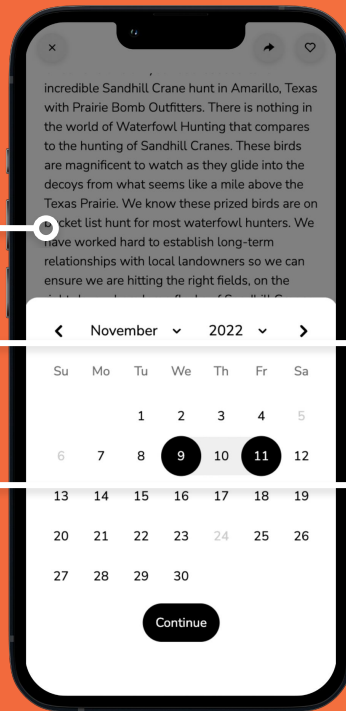 incredible Sandhill Crane hunt in Amarillo, Texas
with Prairie Bomb Outfitters. There is nothing in
the world of Waterfowl Hunting that compares
to the hunting of Sandhill Cranes. These birds
are magnificent to watch as they glide into the
decoys from what seems like a mile above the
Texas Prairie. We know these prized birds are on
bucket list hunt for most waterfowl hunters. We
have worked hard to establish long-term
relationships with local landowners so we can
ensure we are hitting the right fields, on the
November 2022
Su Mo Tu We Th Fr Sa
1 2 3 4 5
6 7 8 9 10 11 12
13 14 15 16 17 18 19
20 21 22 23 24 25 26
27 28 29 30
Continue